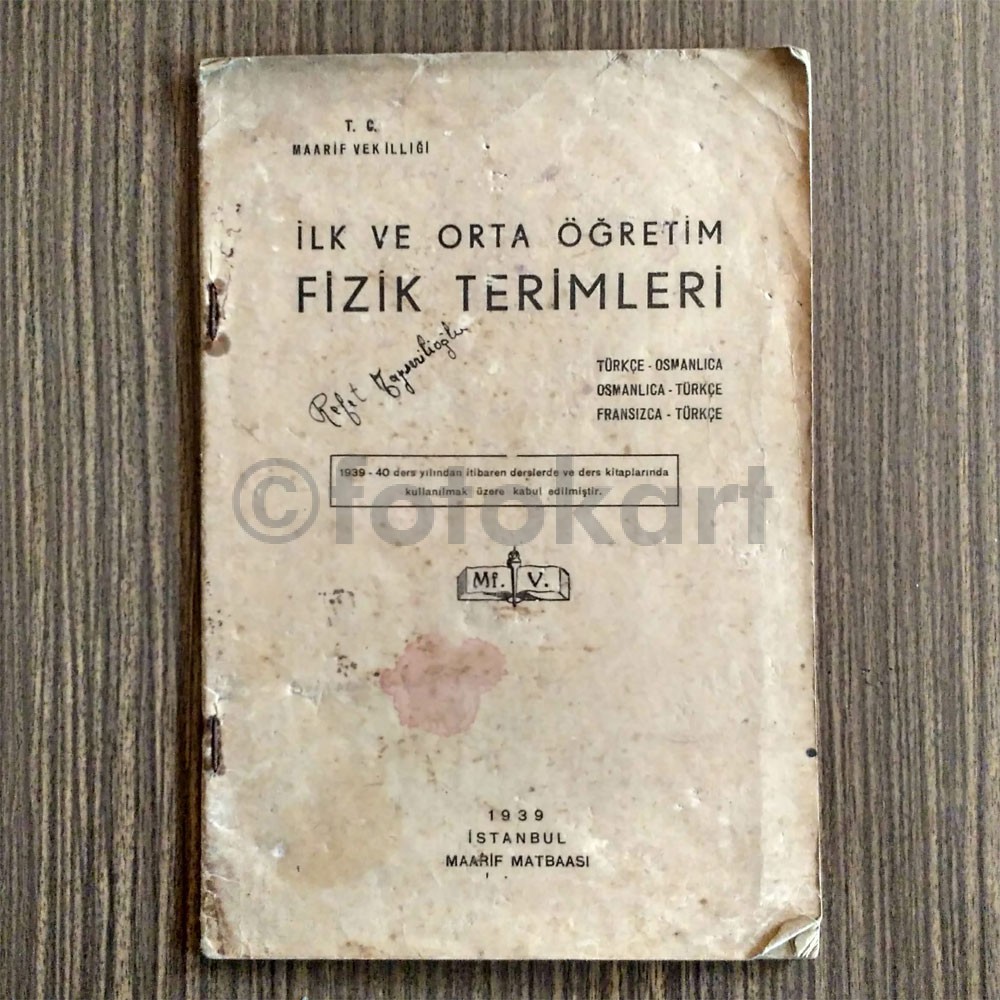 T. C.
MAARİF VEKİLLİĞİ
İLK VE ORTA ÖĞRETİM
FİZİK TERİMLERİ
Refet
TÜRKÇE - OSMANLICA
OSMANLICA - TÜRKÇE
FRANSIZCA - TÜRKÇE
1939 - 40 ders yılından itibaren derslerde ve ders kitaplarında
kullanılmak üzere kabul edilmiştir.
©fotokart
Mf. V.
1939
İSTANBUL
MAARİF MATBAASI